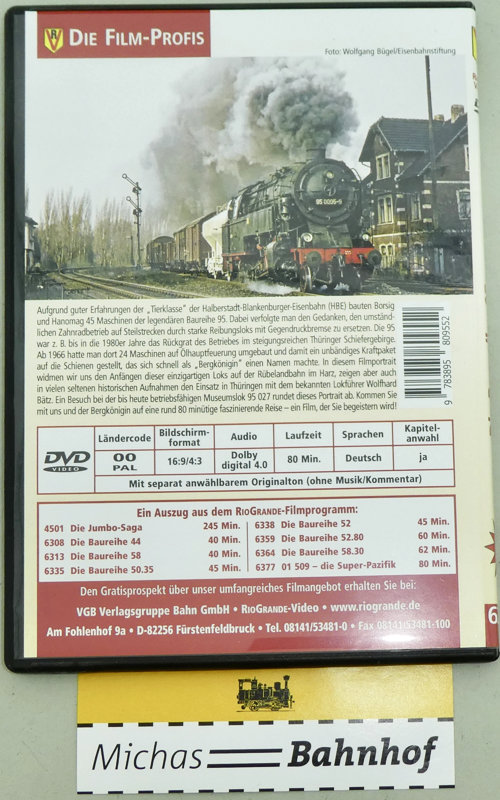 RV
DIE FILM-PROFIS
Foto: Wolfgang Bügel/Eisenbahnstiftung
95 0009-9
Aufgrund guter Erfahrungen der „Tierklasse" der Halberstadt-Blankenburger-Eisenbahn (HBE) bauten Borsig
und Hanomag 45 Maschinen der legendären Baureihe 95. Dabei verfolgte man den Gedanken, den umständ-
lichen Zahnradbetrieb auf Steilstrecken durch starke Reibungsloks mit Gegendruckbremse zu ersetzen. Die 95
war z. B. bis in die 1980er Jahre das Rückgrat des Betriebes im steigungsreichen Thüringer Schiefergebirge.
Ab 1966 hatte man dort 24 Maschinen auf Ölhauptfeuerung umgebaut und damit ein unbändiges Kraftpaket
auf die Schienen gestellt, das sich schnell als „Bergkönigin" einen Namen machte. In diesem Filmportrait
widmen wir uns den Anfängen dieser einzigartigen Loks auf der Rübelandbahn im Harz, zeigen aber auch
in vielen seltenen historischen Aufnahmen den Einsatz in Thüringen mit dem bekannten Lokführer Wolfhard
Bätz. Ein Besuch bei der bis heute betriebsfähigen Museumslok 95 027 rundet dieses Portrait ab. Kommen Sie
mit uns und der Bergkönigin auf eine rund 80 minütige faszinierende Reise – ein Film, der Sie begeistern wird!
9 783895 809552
DVD VIDEO
Ländercode Bildschirm-format Audio Laufzeit Sprachen Kapitel-anwahl
00 PAL 16:9/4:3 Dolby digital 4.0 80 Min. Deutsch ja
Mit separat anwählbarem Originalton (ohne Musik/Kommentar)
Ein Auszug aus dem RIOGRANDE-Filmprogramm:
4501 Die Jumbo-Saga 245 Min. 6338 Die Baureihe 52 45 Min.
6308 Die Baureihe 44 40 Min. 6359 Die Baureihe 52.80 60 Min.
6313 Die Baureihe 58 40 Min. 6364 Die Baureihe 58.30 62 Min.
6335 Die Baureihe 50.35 45 Min. 6377 01 509 – die Super-Pazifik 80 Min.
Den Gratisprospekt über unser umfangreiches Filmangebot erhalten Sie bei:
VGB Verlagsgruppe Bahn GmbH • RIOGRANDE-Video • www.riogrande.de
Am Fohlenhof 9a • D-82256 Fürstenfeldbruck • Tel. 08141/53481-0 • Fax 08141/53481-100
6
Michas Bahnhof